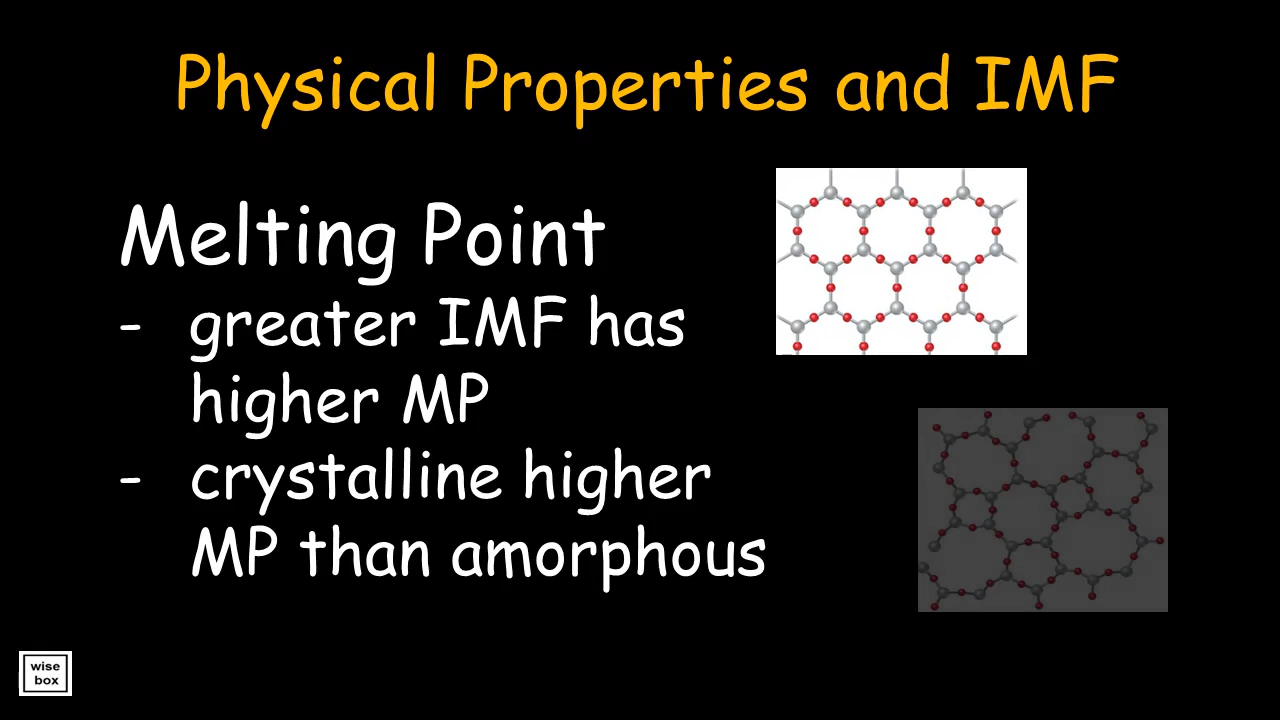 Physical Properties and IMF
Melting Point
- greater IMF has
higher MP
- crystalline higher
MP than amorphous
wise
box